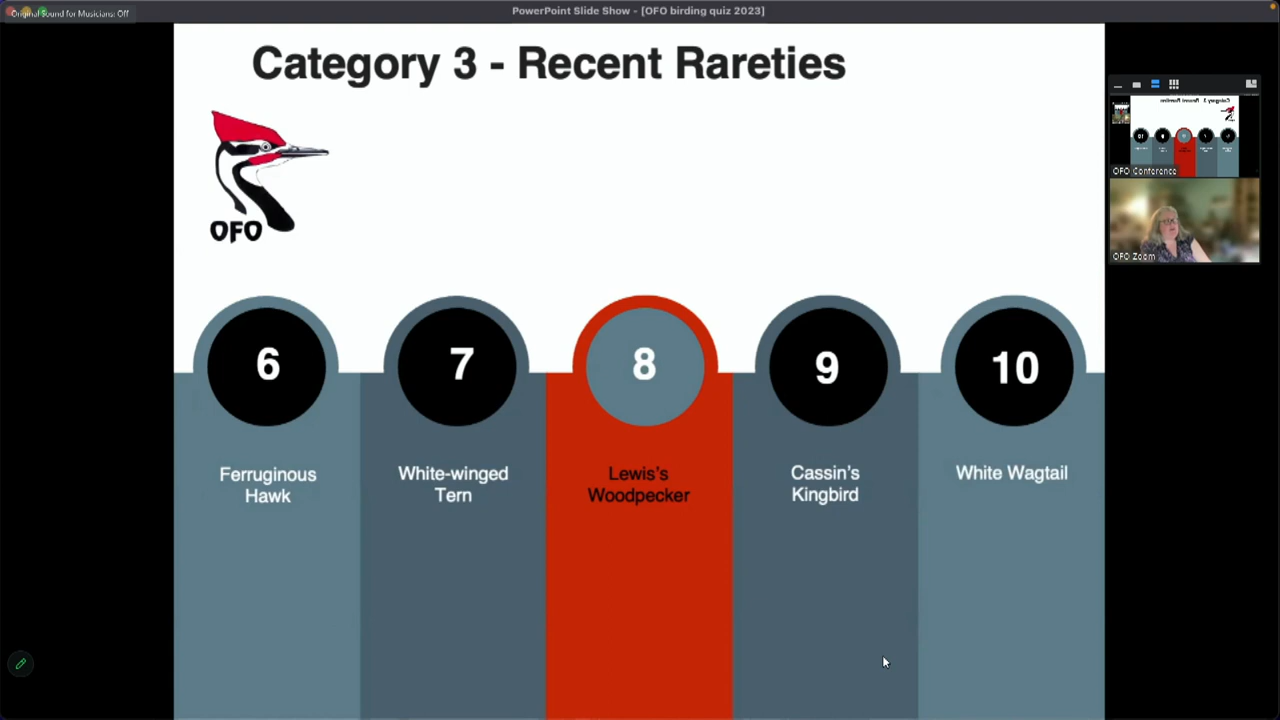 Original Sound for Musicians: Off
PowerPoint Slide Show - [OFO birding quiz 2023]
Category 3 - Recent Rareties
OFO
6
7
8
9
10
Ferruginous
Hawk
White-winged
Tern
Lewis's
Woodpecker
Cassin's
Kingbird
White Wagtail
OFO Conference
OFO Zoom